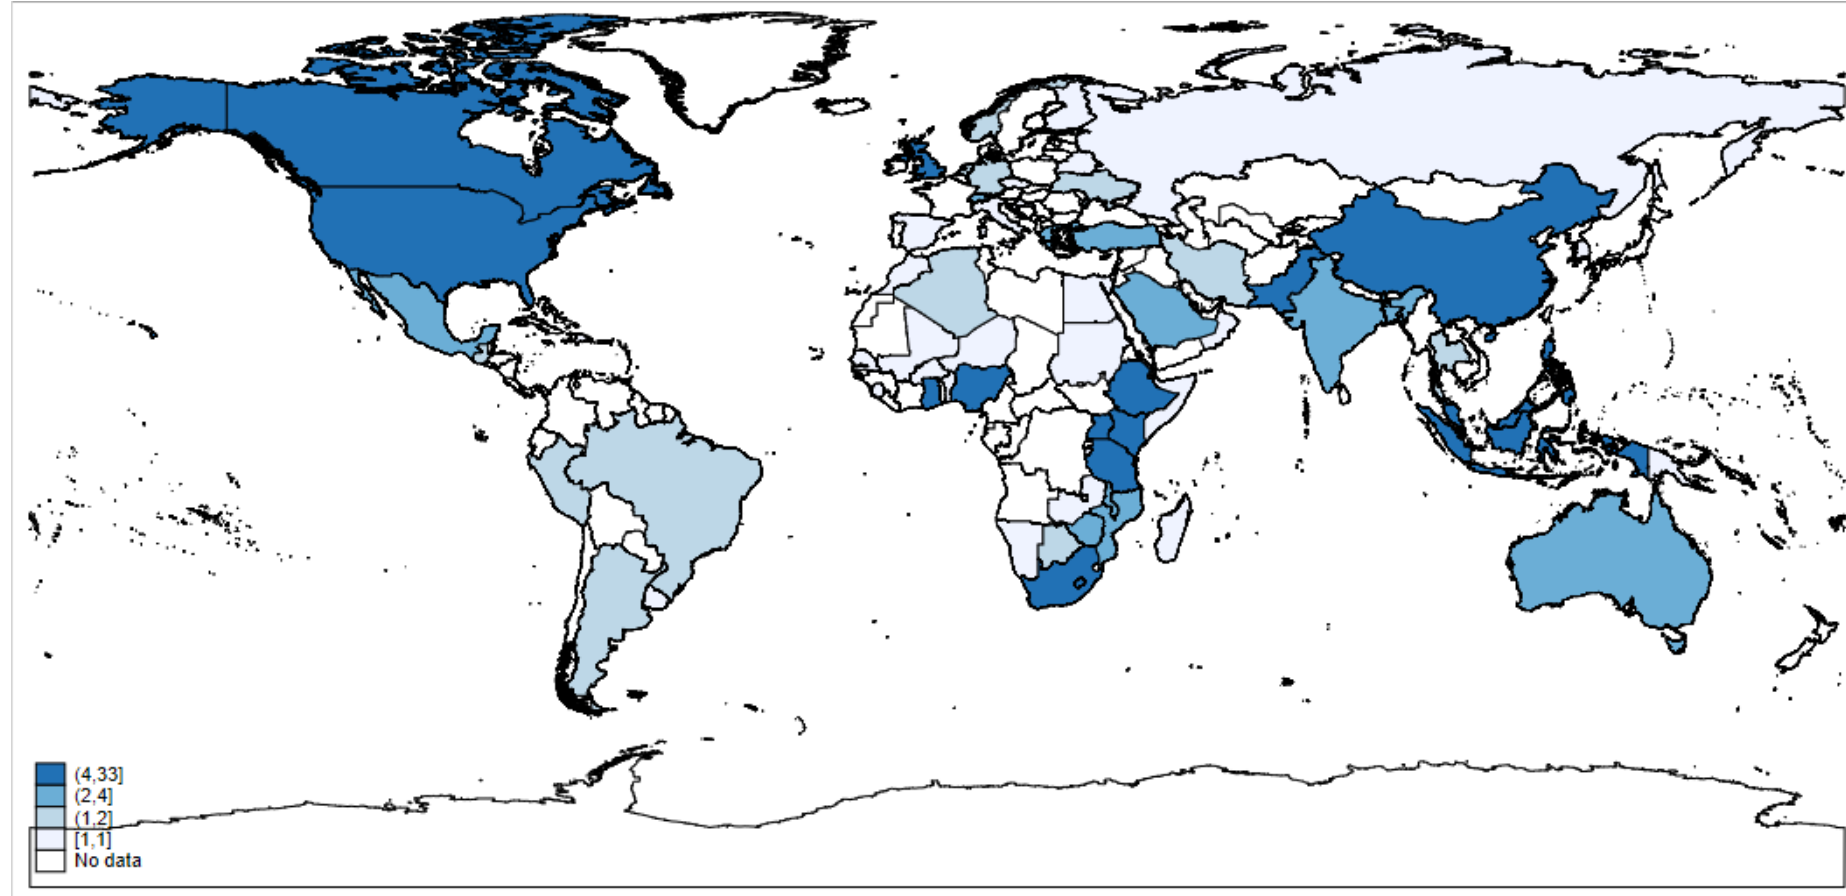 (4,33]
(2,4]
(1,2]
[1,1]
No data